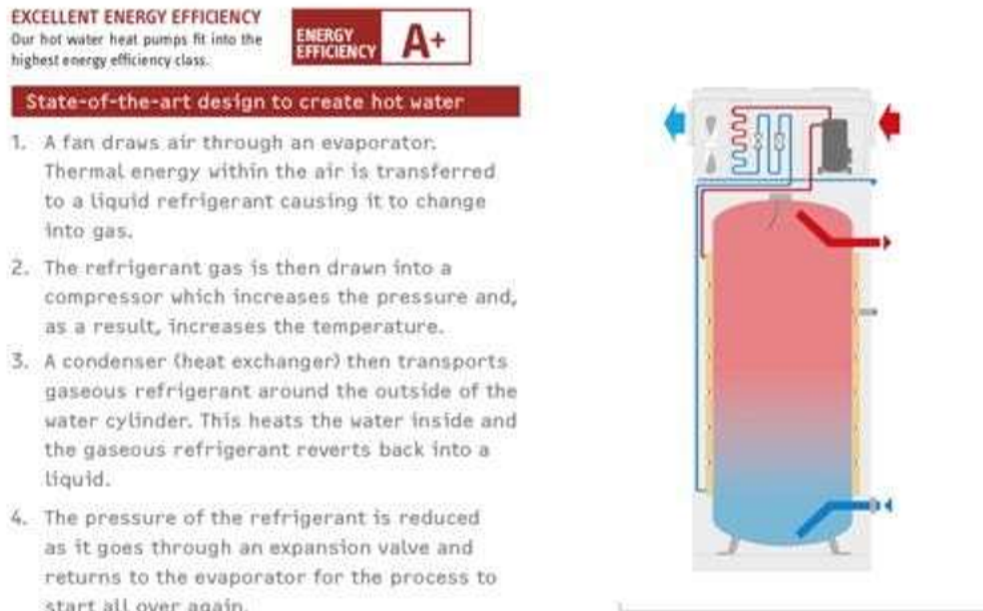 EXCELLENT ENERGY EFFICIENCY
Our hot water heat pumps fit into the
highest energy efficiency class.
ENERGY
EFFICIENCY
A+
State-of-the-art design to create hot water
1. A fan draws air through an evaporator.
Thermal energy within the air is transferred
to a liquid refrigerant causing it to change
into gas.
2. The refrigerant gas is then drawn into a
compressor which increases the pressure and,
as a result, increases the temperature.
3. A condenser (heat exchanger) then transports
gaseous refrigerant around the outside of the
water cylinder. This heats the water inside and
the gaseous refrigerant reverts back into a
liquid.
4. The pressure of the refrigerant is reduced
as it goes through an expansion valve and
returns to the evaporator for the process to
start all over again.